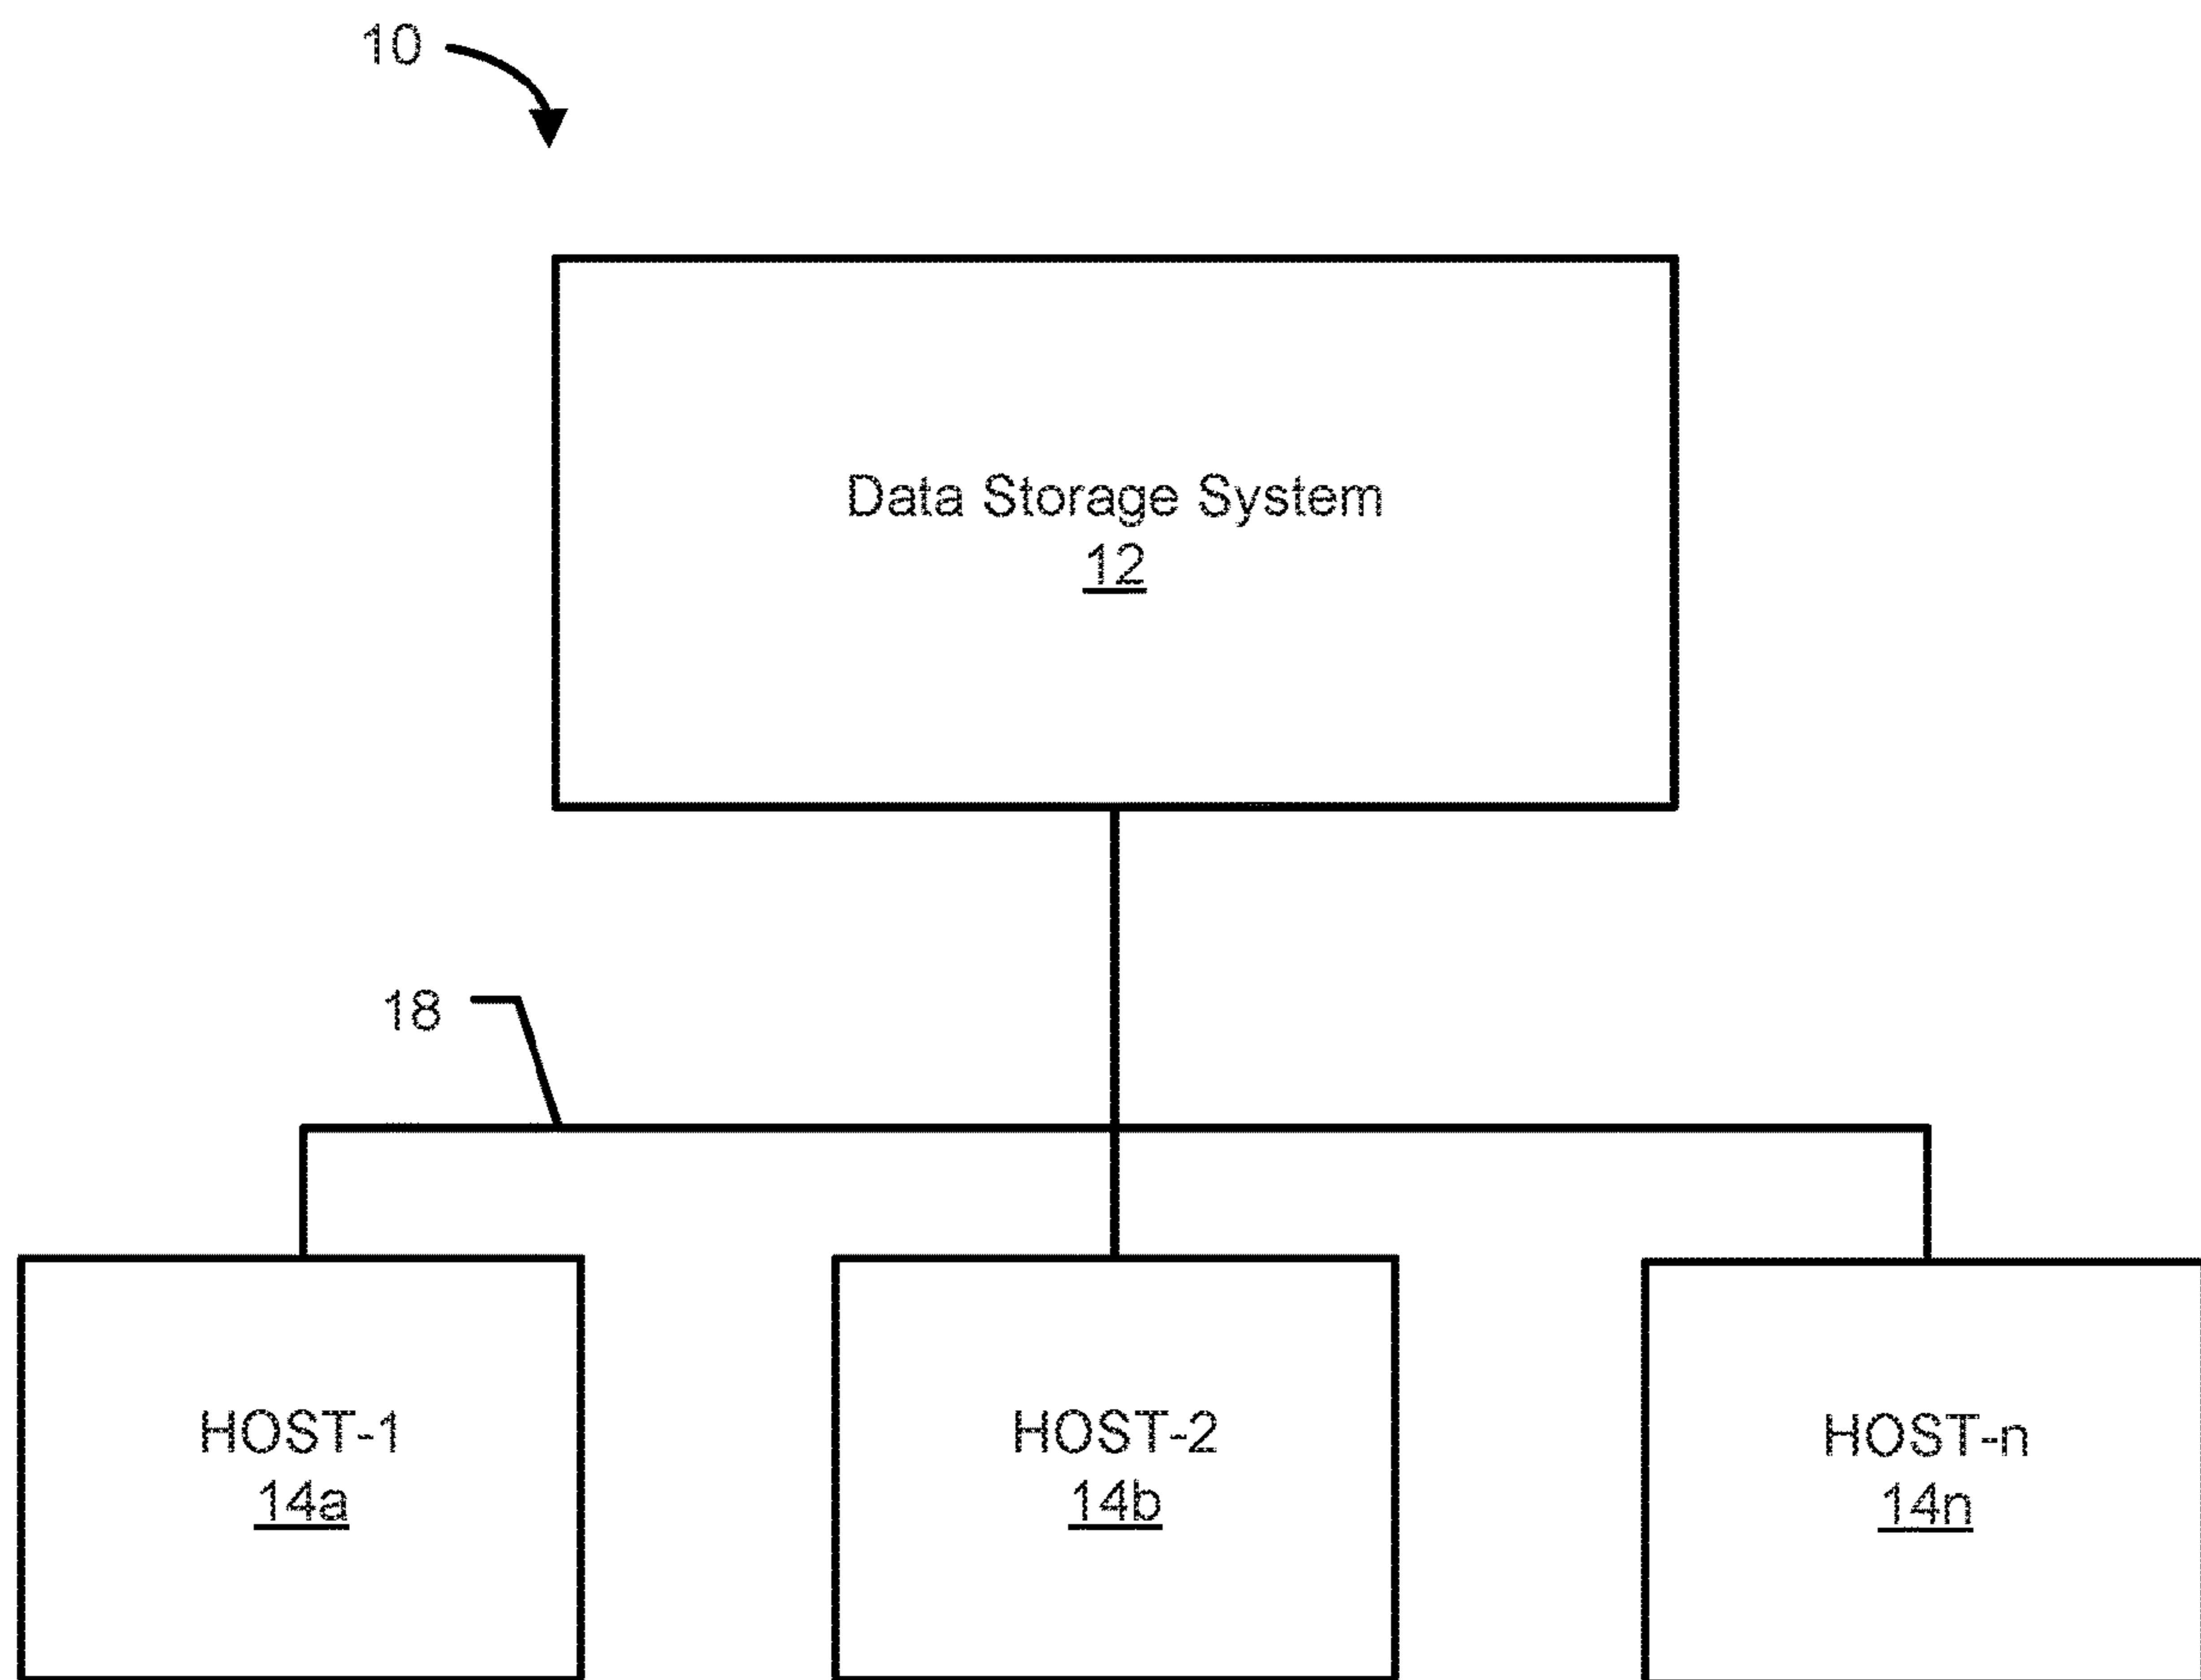 10
Data Storage System
12
18
HOST-1
14a
HOST-2
14b
HOST-n
14n